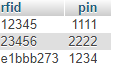 rfid pin
12345 1111
23456 2222
e1bbb273 1234